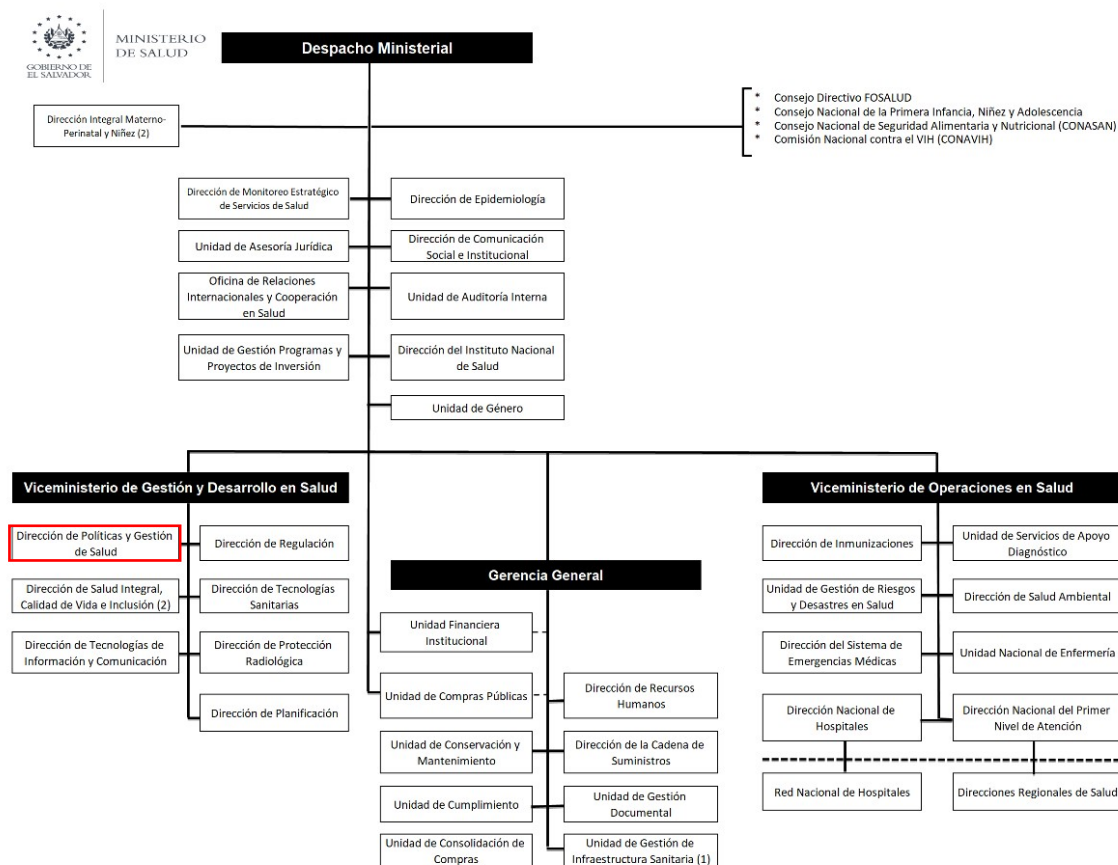 GOBIERNO DE
EL SALVADOR
MINISTERIO
DE SALUD
Despacho Ministerial
Dirección Integral Materno-
Perinatal y Niñez (2)
* Consejo Directivo FOSALUD
* Consejo Nacional de la Primera Infancia, Niñez y Adolescencia
* Consejo Nacional de Seguridad Alimentaria y Nutricional (CONASAN)
* Comisión Nacional contra el VIH (CONAVIH)
Dirección de Monitoreo Estratégico
de Servicios de Salud
Dirección de Epidemiología
Unidad de Asesoría Jurídica
Dirección de Comunicación
Social e Institucional
Oficina de Relaciones
Internacionales y Cooperación
en Salud
Unidad de Auditoría Interna
Unidad de Gestión Programas y
Proyectos de Inversión
Dirección del Instituto Nacional
de Salud
Unidad de Género
Viceministerio de Gestión y Desarrollo en Salud
Dirección de Políticas y Gestión
de Salud
Dirección de Regulación
Dirección de Salud Integral,
Calidad de Vida e Inclusión (2)
Dirección de Tecnologías
Sanitarias
Dirección de Tecnologías de
Información y Comunicación
Dirección de Protección
Radiológica
Dirección de Planificación
Gerencia General
Unidad Financiera
Institucional
Unidad de Compras Públicas
Dirección de Recursos
Humanos
Unidad de Conservación y
Mantenimiento
Dirección de la Cadena de
Suministros
Unidad de Cumplimiento
Unidad de Gestión
Documental
Unidad de Consolidación de
Compras
Unidad de Gestión de
Infraestructura Sanitaria (1)
Viceministerio de Operaciones en Salud
Dirección de Inmunizaciones
Unidad de Servicios de Apoyo
Diagnóstico
Unidad de Gestión de Riesgos
y Desastres en Salud
Dirección de Salud Ambiental
Dirección del Sistema de
Emergencias Médicas
Unidad Nacional de Enfermería
Dirección Nacional de
Hospitales
Dirección Nacional del Primer
Nivel de Atención
Red Nacional de Hospitales
Direcciones Regionales de Salud